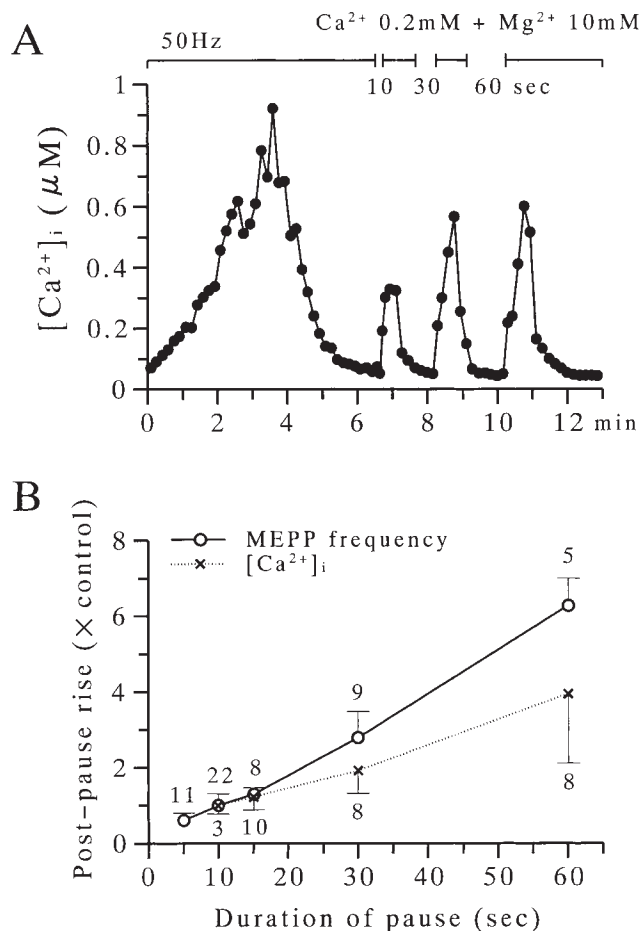 A
Ca²⁺ 0.2mM + Mg²⁺ 10mM
50Hz
10 30 60 sec
[Ca²⁺]i (μM)
1
0.8
0.6
0.4
0.2
0
0 2 4 6 8 10 12 min
B
Post-pause rise (× control)
MEPP frequency
[Ca²⁺]i
8
6
4
2
0
11
22
3
8
10
9
8
5
8
0 10 20 30 40 50 60
Duration of pause (sec)